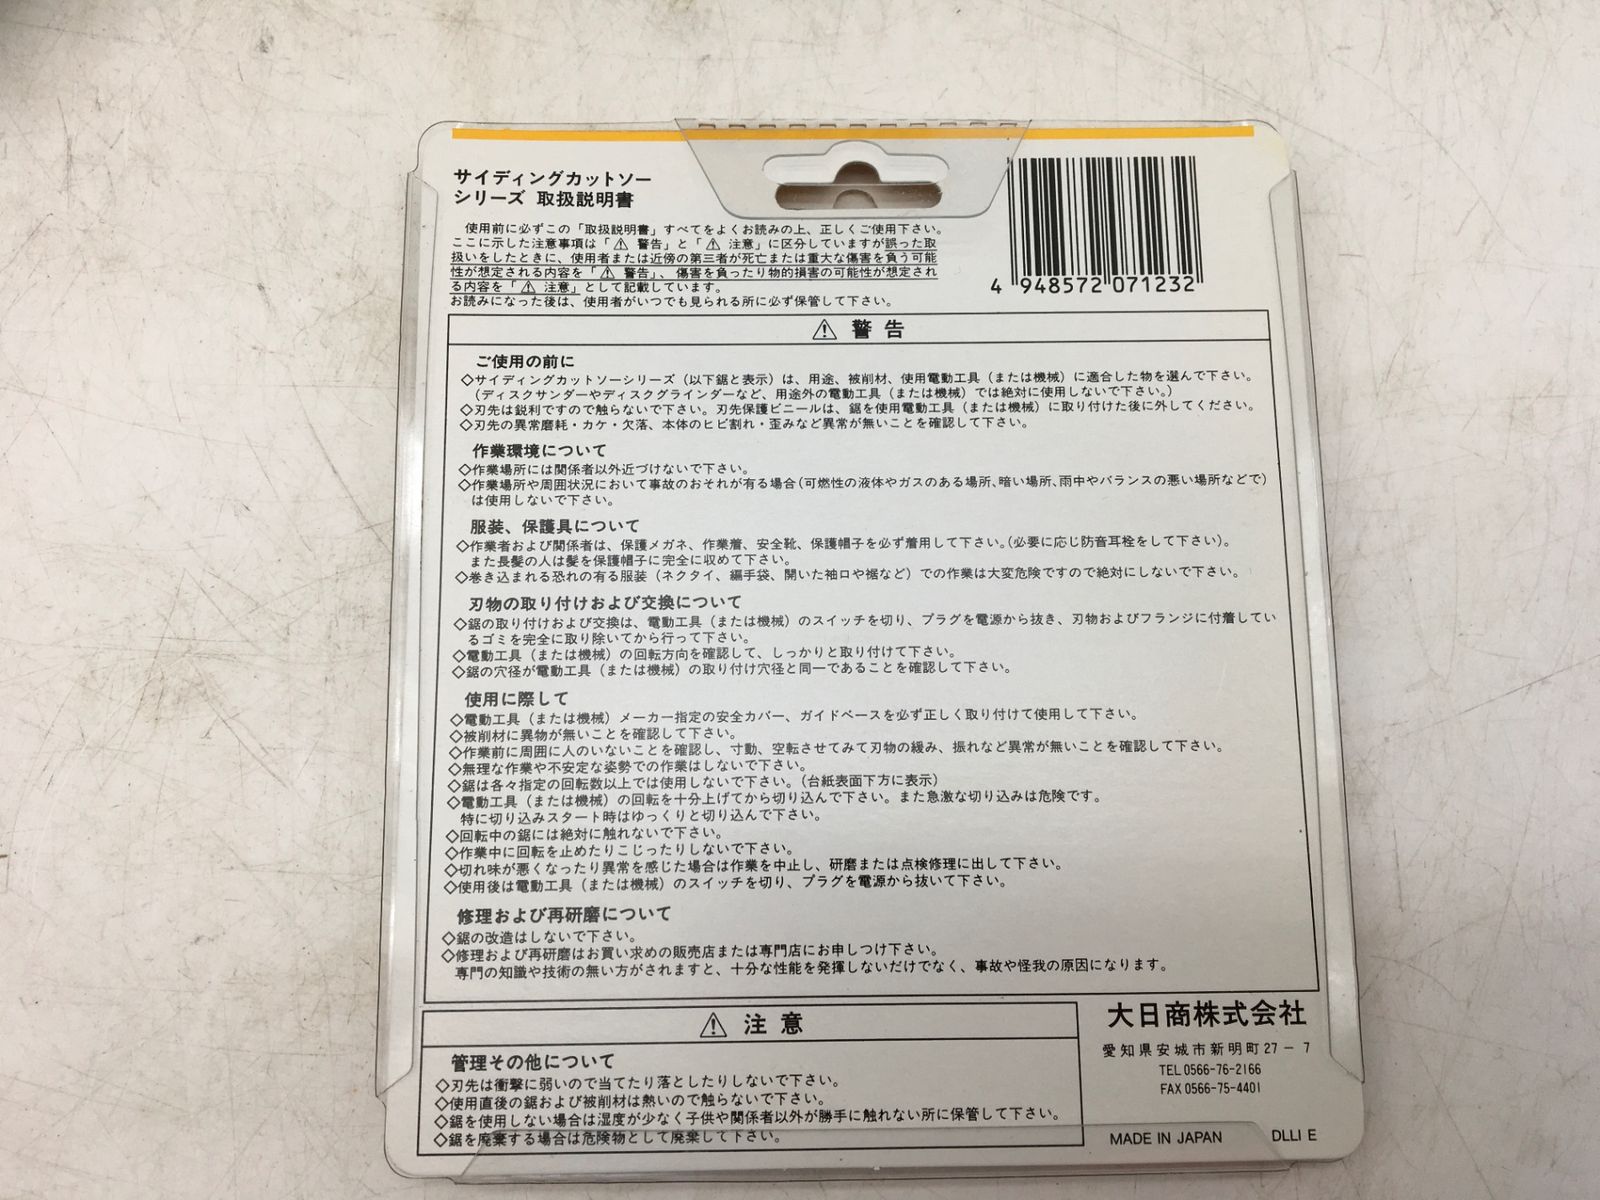 サイディングカットソー
シリーズ 取扱説明書
使用前に必ずこの「取扱説明書」すべてをよくお読みの上、正しくご使用下さい。
ここに示した注意事項は「⚠ 警告」と「⚠ 注意」に区分していますが誤った取
扱いをしたときに、使用者または近傍の第三者が死亡または重大な傷害を負う可能
性が想定される内容を「⚠ 警告」、傷害を負ったり物的損害の可能性が想定され
る内容を「⚠ 注意」として記載しています。
お読みになった後は、使用者がいつでも見られる所に必ず保管して下さい。
4 948572 071232
⚠ 警告
ご使用の前に
◇サイディングカットソーシリーズ（以下鋸と表示）は、用途、被削材、使用電動工具（または機械）に適合した物を選んで下さい。
（ディスクサンダーやディスクグラインダーなど、用途外の電動工具（または機械）では絶対に使用しないで下さい。）
◇刃先は鋭利ですので触らないで下さい。刃先保護ビニールは、鋸を使用電動工具（または機械）に取り付けた後に外してください。
◇刃先の異常磨耗・カケ・欠落、本体のヒビ割れ・歪みなど異常が無いことを確認して下さい。
作業環境について
◇作業場所には関係者以外近づけないで下さい。
◇作業場所や周囲状況において事故のおそれが有る場合（可燃性の液体やガスのある場所、暗い場所、雨中やバランスの悪い場所などで）
は使用しないで下さい。
服装、保護具について
◇作業者および関係者は、保護メガネ、作業着、安全靴、保護帽子を必ず着用して下さい。（必要に応じ防音耳栓をして下さい）。
また長髪の人は髪を保護帽子に完全に収めて下さい。
◇巻き込まれる恐れの有る服装（ネクタイ、編手袋、開いた袖口や裾など）での作業は大変危険ですので絶対にしないで下さい。
刃物の取り付けおよび交換について
◇鋸の取り付けおよび交換は、電動工具（または機械）のスイッチを切り、プラグを電源から抜き、刃物およびフランジに付着してい
るゴミを完全に取り除いてから行って下さい。
◇電動工具（または機械）の回転方向を確認して、しっかりと取り付けて下さい。
◇鋸の穴径が電動工具（または機械）の取り付け穴径と同一であることを確認して下さい。
使用に際して
◇電動工具（または機械）メーカー指定の安全カバー、ガイドベースを必ず正しく取り付けて使用して下さい。
◇被削材に異物が無いことを確認して下さい。
◇作業前に周囲に人のいないことを確認し、寸動、空転させてみて刃物の緩み、振れなど異常が無いことを確認して下さい。
◇無理な作業や不安定な姿勢での作業はしないで下さい。
◇鋸は各々指定の回転数以上では使用しないで下さい。（台紙表面下方に表示）
◇電動工具（または機械）の回転を十分上げてから切り込んで下さい。また急激な切り込みは危険です。
特に切り込みスタート時はゆっくりと切り込んで下さい。
◇回転中の鋸には絶対に触れないで下さい。
◇作業中に回転を止めたりこじったりしないで下さい。
◇切れ味が悪くなったり異常を感じた場合は作業を中止し、研磨または点検修理に出して下さい。
◇使用後は電動工具（または機械）のスイッチを切り、プラグを電源から抜いて下さい。
修理および再研磨について
◇鋸の改造はしないで下さい。
◇修理および再研磨はお買い求めの販売店または専門店にお申しつけ下さい。
専門の知識や技術の無い方がされますと、十分な性能を発揮しないだけでなく、事故や怪我の原因になります。
⚠ 注意
管理その他について
◇刃先は衝撃に弱いので当てたり落としたりしないで下さい。
◇使用直後の鋸および被削材は熱いので触らないで下さい。
◇鋸を使用しない場合は湿度が少なく子供や関係者以外が勝手に触れない所に保管して下さい。
◇鋸を廃棄する場合は危険物として廃棄して下さい。
大日商株式会社
愛知県安城市新明町27－7
TEL 0566-76-2166
FAX 0566-75-4401
MADE IN JAPAN DLLI E